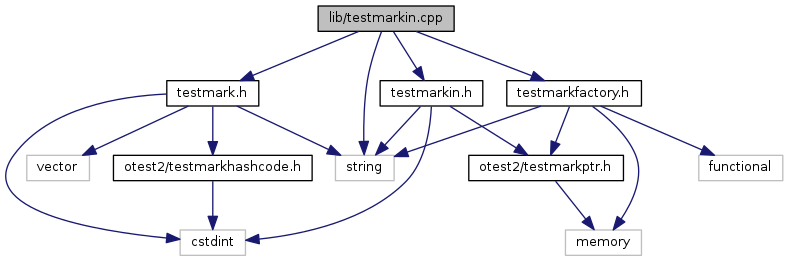 lib/testmarkin.cpp
testmark.h
testmarkin.h
testmarkfactory.h
vector
otest2/testmarkhashcode.h
string
otest2/testmarkptr.h
functional
cstdint
memory